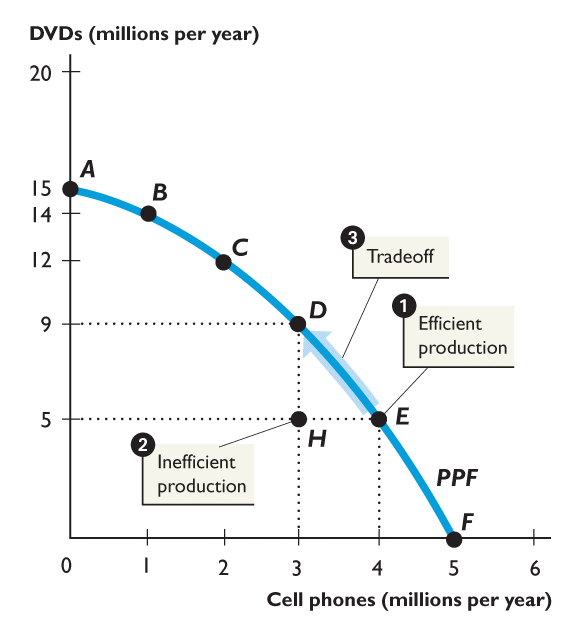 DVDs (millions per year)
20
A
15
B
14
C
12
3 Tradeoff
D
9
1 Efficient
production
5
E
H
2 Inefficient
production
PPF
F
0 1 2 3 4 5 6
Cell phones (millions per year)